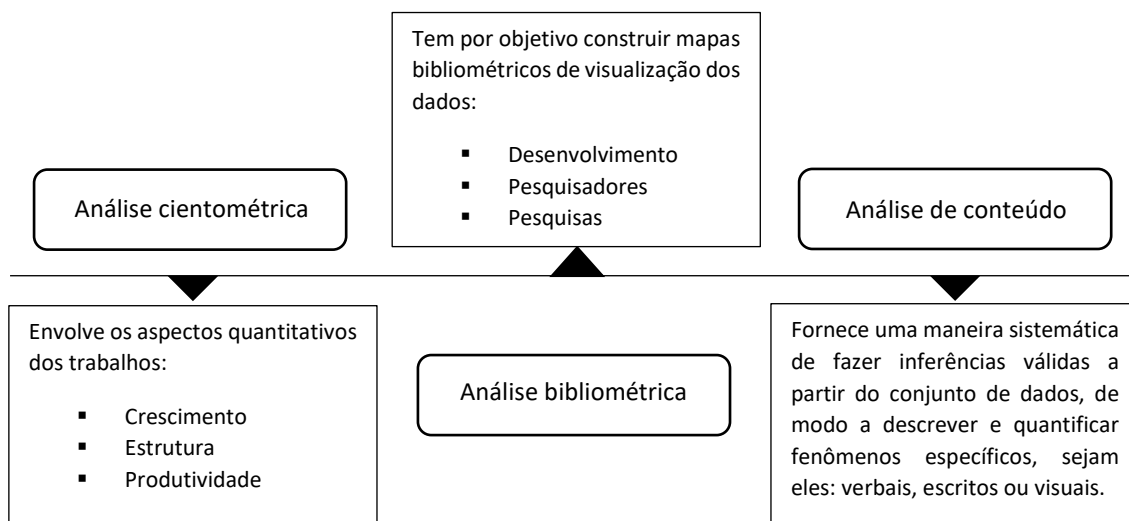 Análise cientométrica
Envolve os aspectos quantitativos
dos trabalhos:
▪ Crescimento
▪ Estrutura
▪ Produtividade
Tem por objetivo construir mapas
bibliométricos de visualização dos
dados:
▪ Desenvolvimento
▪ Pesquisadores
▪ Pesquisas
Análise bibliométrica
Análise de conteúdo
Fornece uma maneira sistemática
de fazer inferências válidas a
partir do conjunto de dados, de
modo a descrever e quantificar
fenômenos específicos, sejam
eles: verbais, escritos ou visuais.